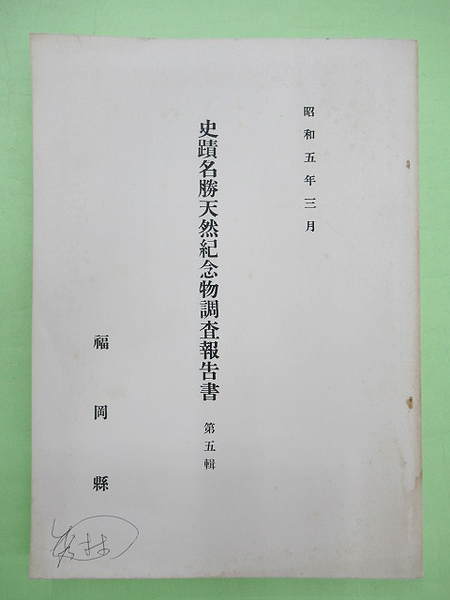 昭和五年三月
史蹟名勝天然紀念物調査報告書 第五輯
福岡縣